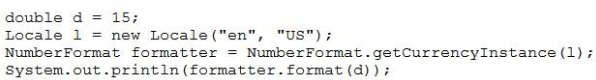 double d = 15;
Locale l = new Locale("en", "US");
NumberFormat formatter = NumberFormat.getCurrencyInstance(l);
System.out.println(formatter.format(d));